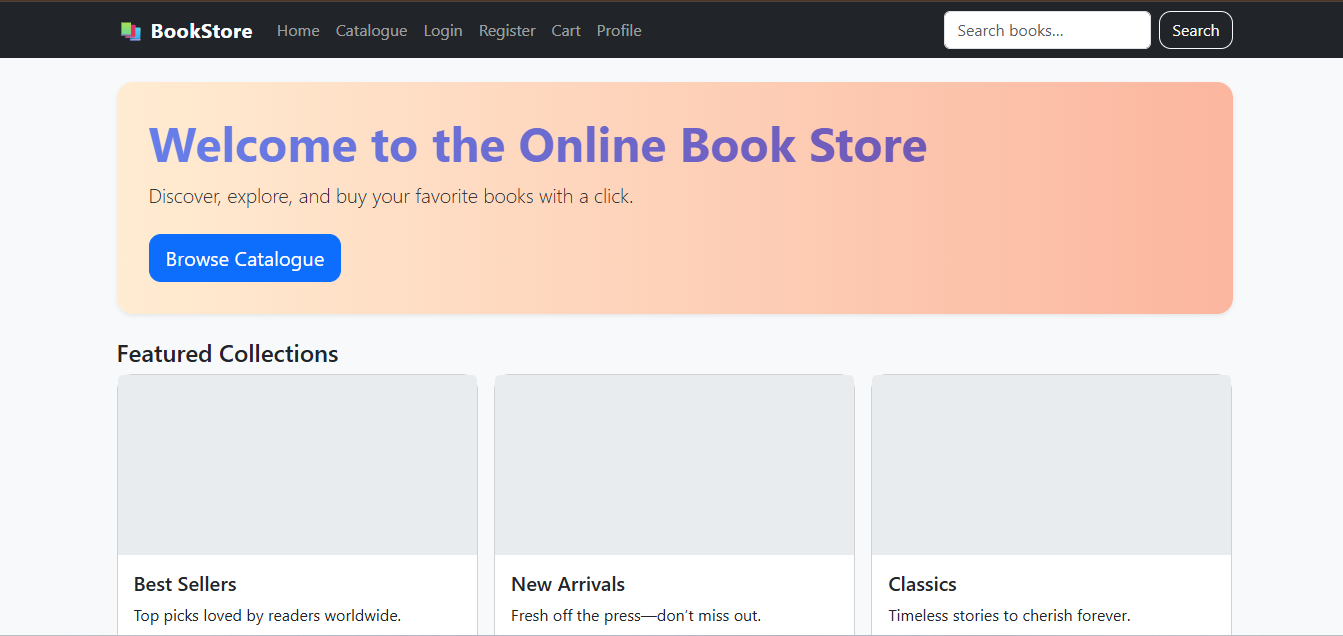 BookStore Home Catalogue Login Register Cart Profile Search books... Search
Welcome to the Online Book Store
Discover, explore, and buy your favorite books with a click.
Browse Catalogue
Featured Collections
Best Sellers
Top picks loved by readers worldwide.
New Arrivals
Fresh off the press—don’t miss out.
Classics
Timeless stories to cherish forever.